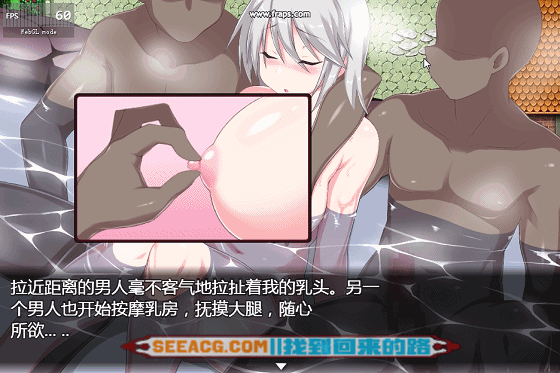 www.fraps.com
FPS 60
WebGL mode
拉近距离的男人毫不客气地拉扯着我的乳头。另一
个男人也开始按摩乳房，抚摸大腿，随心
所欲... ..
SEEACG.COM||找到回来的路